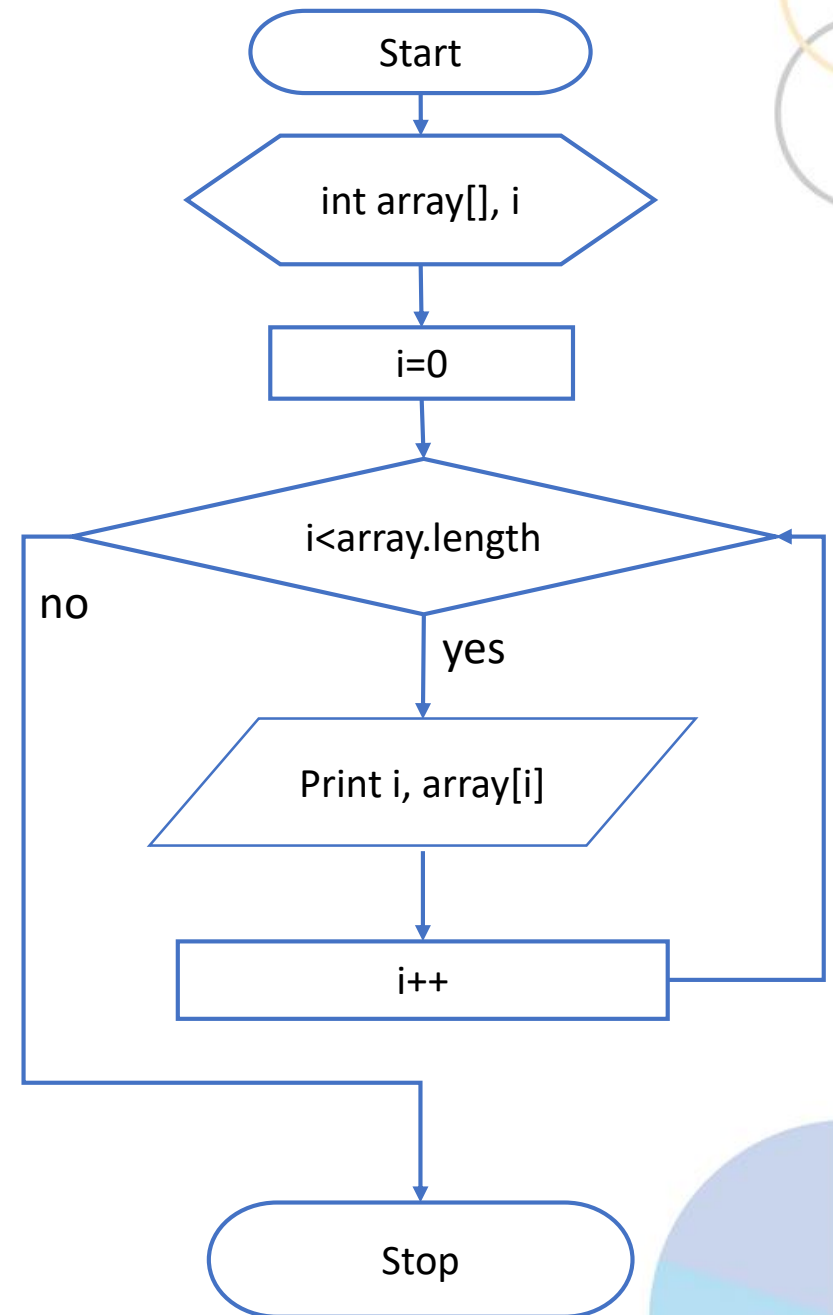 Start
int array[], i
i=0
i<array.length
no
yes
Print i, array[i]
i++
Stop